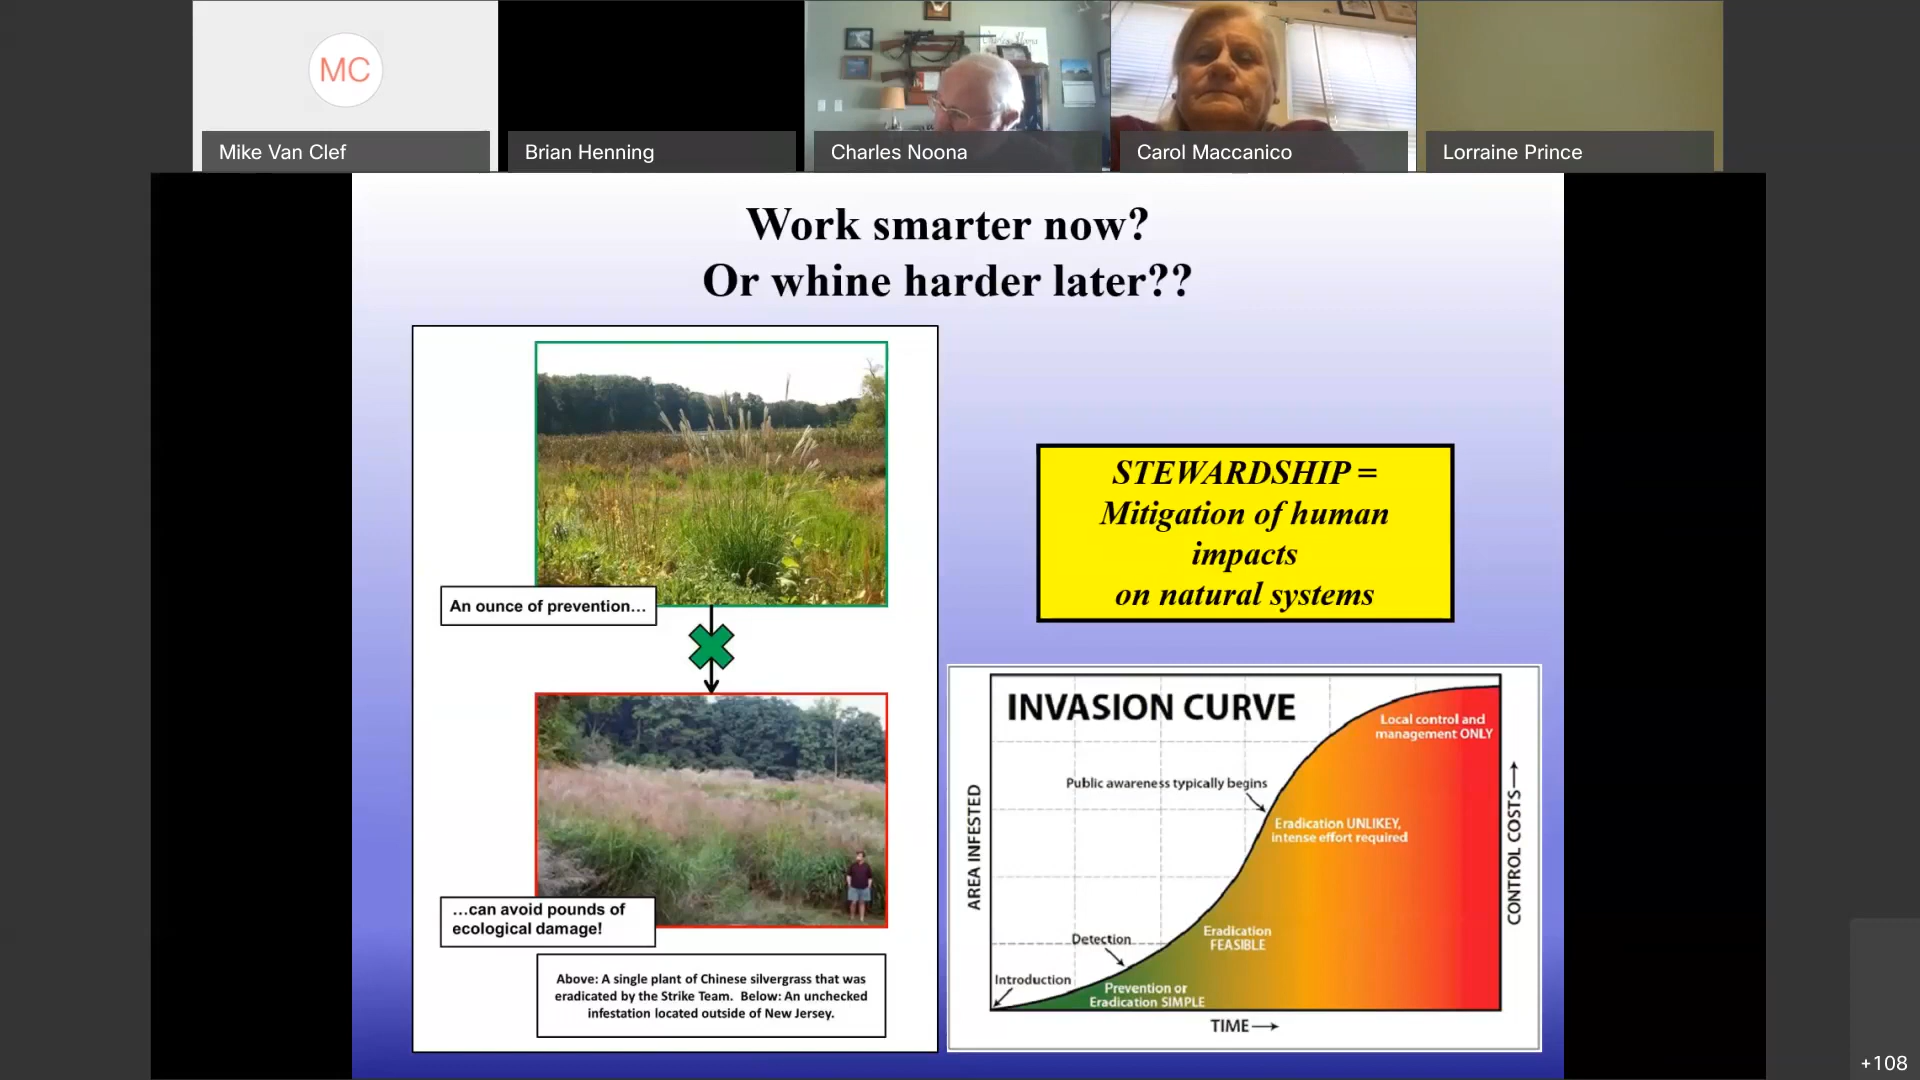 MC
Mike Van Clef
Brian Henning
Charles Noona
Carol Maccanico
Lorraine Prince
Work smarter now?
Or whine harder later??
An ounce of prevention...
...can avoid pounds of
ecological damage!
Above: A single plant of Chinese silvergrass that was
eradicated by the Strike Team. Below: An unchecked
infestation located outside of New Jersey.
STEWARDSHIP =
Mitigation of human
impacts
on natural systems
INVASION CURVE
Local control and
management ONLY
Public awareness typically begins
Eradication UNLIKEY,
intense effort required
Eradication
FEASIBLE
Detection
Introduction
Prevention or
Eradication SIMPLE
AREA INFESTED
CONTROL COSTS
TIME
+108